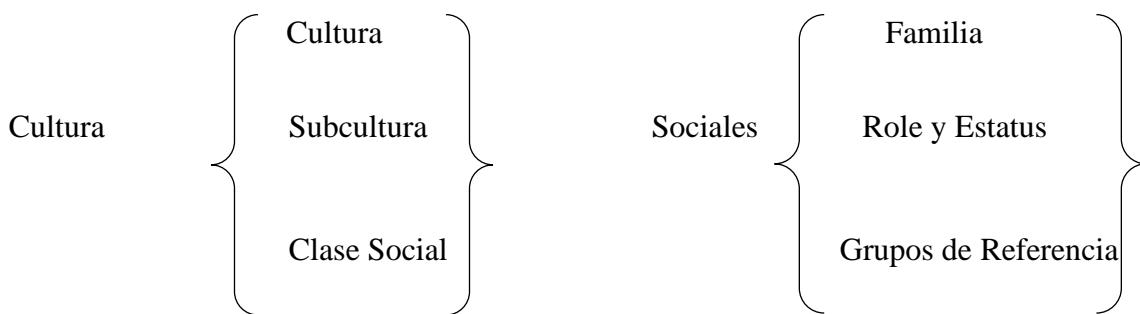 Cultura
Cultura
Subcultura
Clase Social
Sociales
Familia
Role y Estatus
Grupos de Referencia